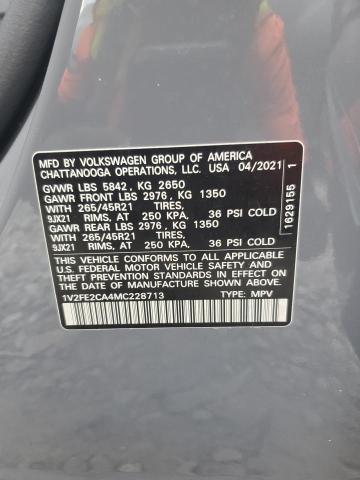 MFD BY VOLKSWAGEN GROUP OF AMERICA
CHATTANOOGA OPERATIONS, LLC. USA 04/2021
GVWR LBS 5842, KG 2650
GAWR FRONT LBS 2976, KG 1350
WITH 265/45R21 TIRES,
9JX21 RIMS, AT 250 KPA, 36 PSI COLD
GAWR REAR LBS 2976, KG 1350
WITH 265/45R21 TIRES,
9JX21 RIMS, AT 250 KPA, 36 PSI COLD
THIS VEHICLE CONFORMS TO ALL APPLICABLE
U.S. FEDERAL MOTOR VEHICLE SAFETY AND
THEFT PREVENTION STANDARDS IN EFFECT ON
THE DATE OF MANUFACTURE SHOWN ABOVE.
1V2FE2CA4MC228713 TYPE: MPV
1629156 1